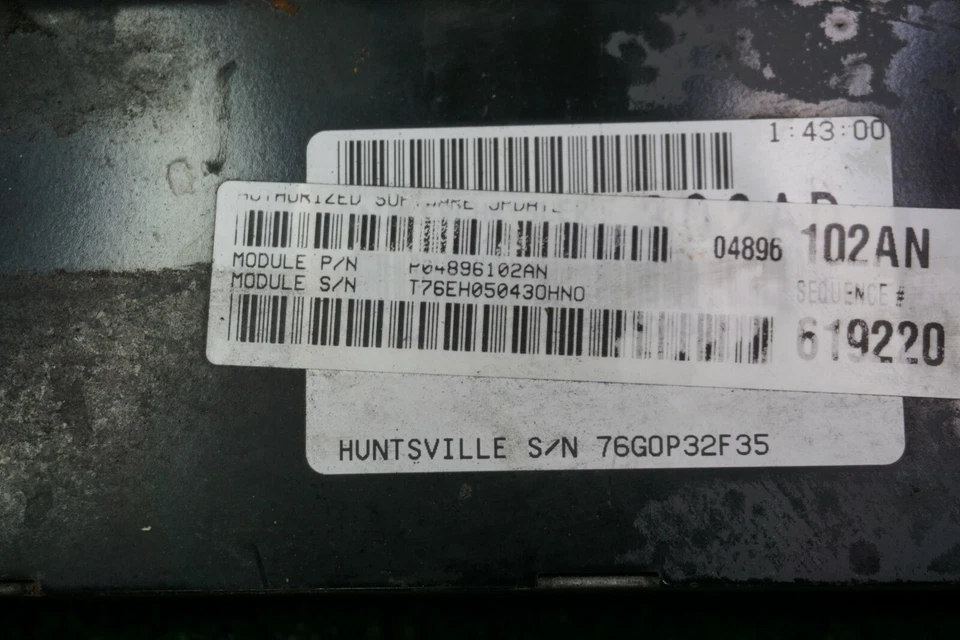 1:43:00
AUTHORIZED SOFTWARE UPDATE
04896 102AN
MODULE P/N P04896102AN
MODULE S/N T76EH050430HNO
SEQUENCE #
619220
HUNTSVILLE S/N 76G0P32F35